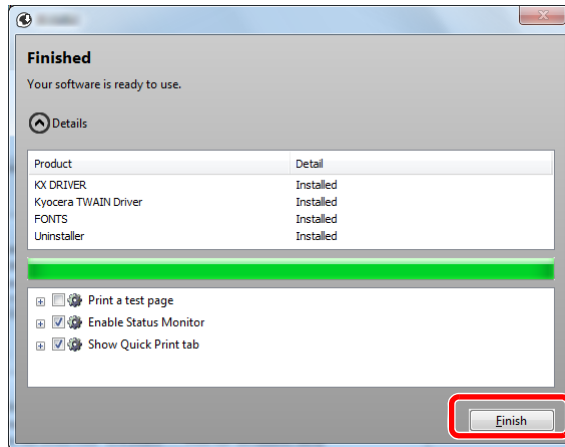 Finished
Your software is ready to use.
Details
Product Detail
KX DRIVER Installed
Kyocera TWAIN Driver Installed
FONTS Installed
Uninstaller Installed
Print a test page
Enable Status Monitor
Show Quick Print tab
Finish